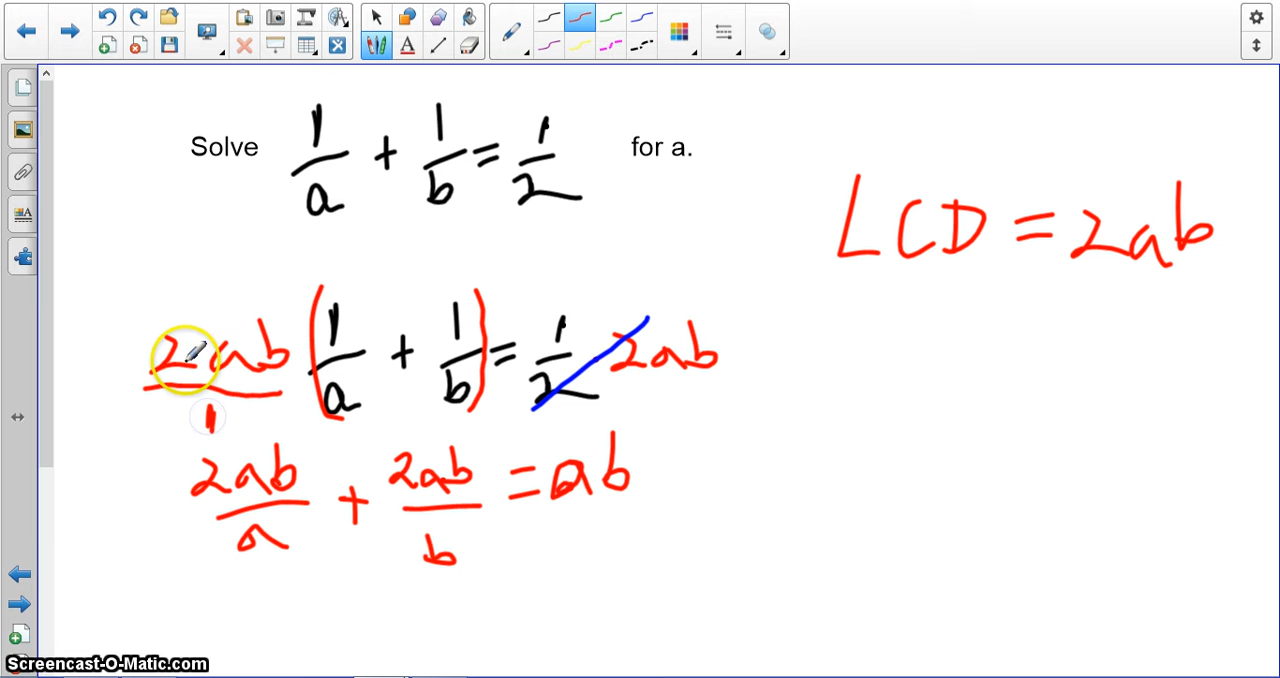 Solve 1/a + 1/b = 1/2 for a.
LCD = 2ab
2ab/1 (1/a + 1/b) = 1/2 2ab
2ab/a + 2ab/b = ab
Screencast-O-Matic.com